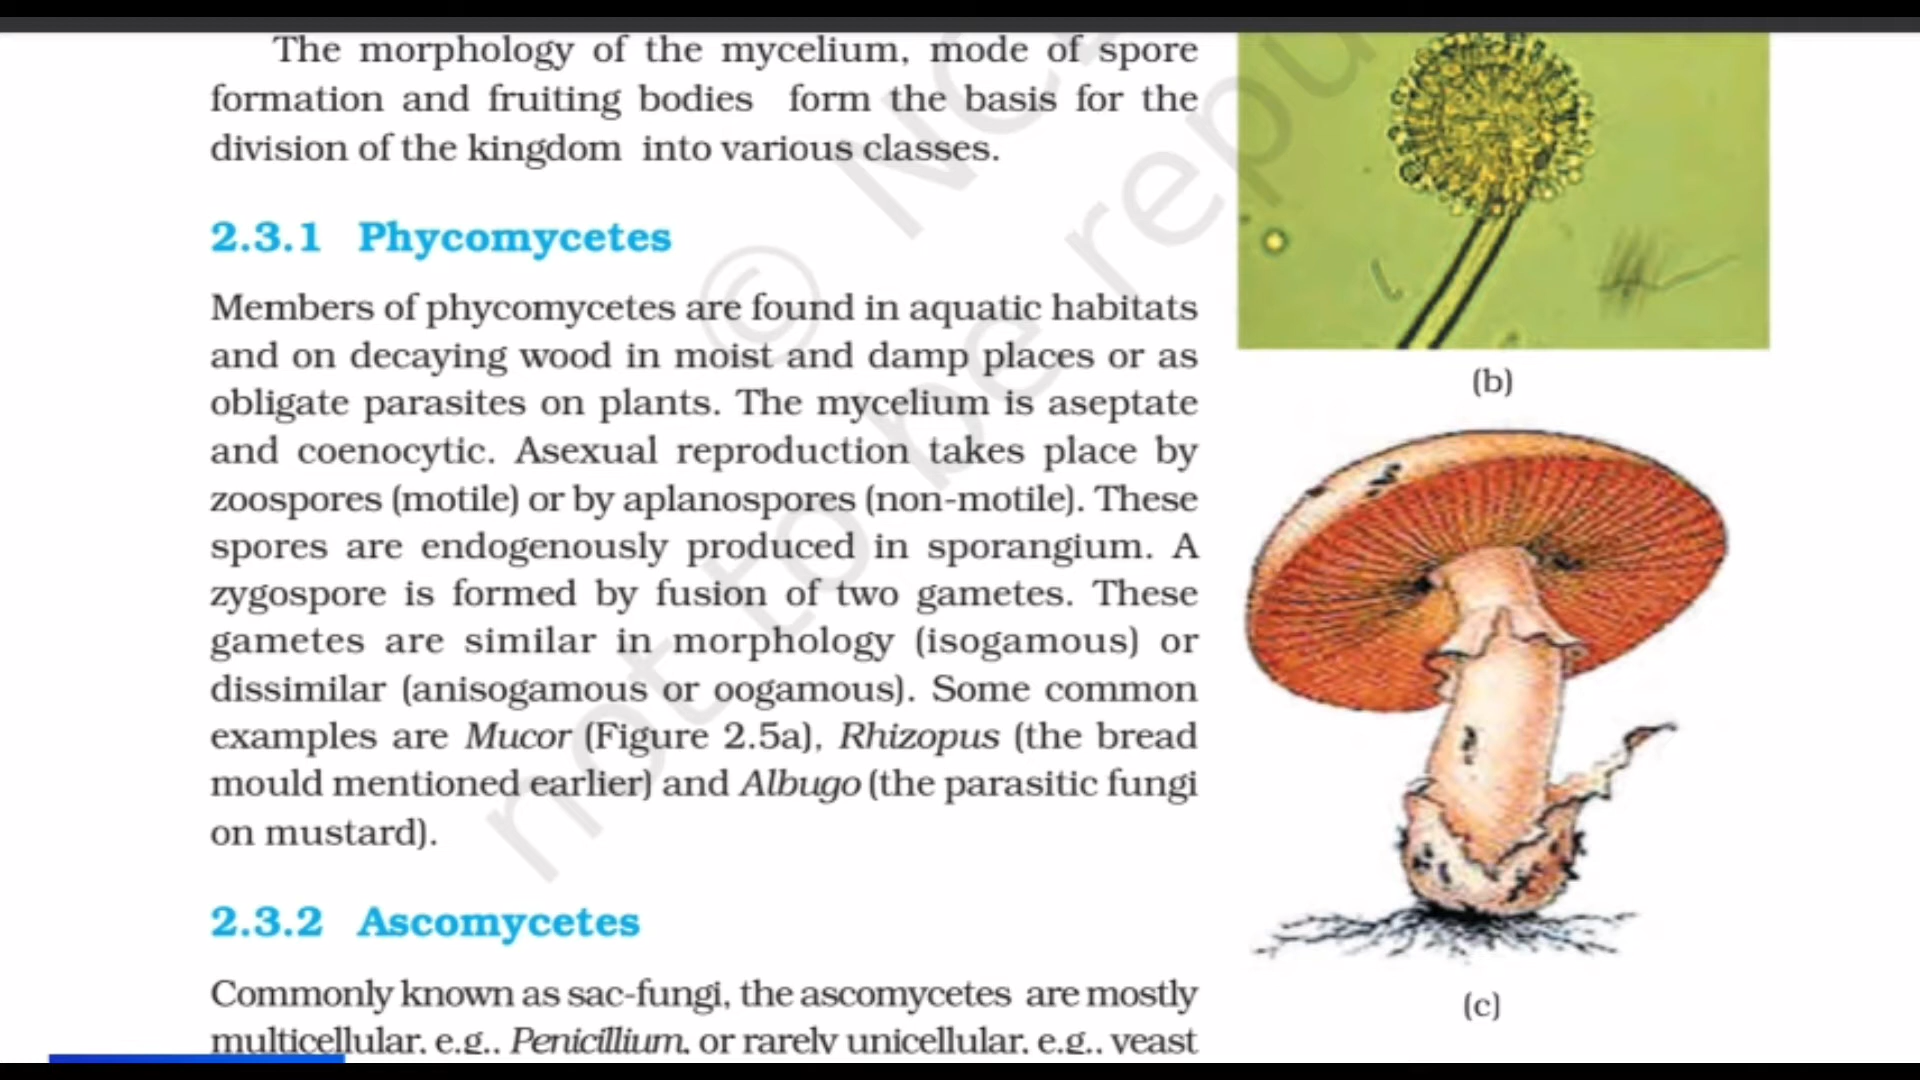 The morphology of the mycelium, mode of spore
formation and fruiting bodies form the basis for the
division of the kingdom into various classes.
2.3.1 Phycomycetes
Members of phycomycetes are found in aquatic habitats
and on decaying wood in moist and damp places or as
obligate parasites on plants. The mycelium is aseptate
and coenocytic. Asexual reproduction takes place by
zoospores (motile) or by aplanospores (non-motile). These
spores are endogenously produced in sporangium. A
zygospore is formed by fusion of two gametes. These
gametes are similar in morphology (isogamous) or
dissimilar (anisogamous or oogamous). Some common
examples are Mucor (Figure 2.5a), Rhizopus (the bread
mould mentioned earlier) and Albugo (the parasitic fungi
on mustard).
2.3.2 Ascomycetes
Commonly known as sac-fungi, the ascomycetes are mostly
multicellular, e.g., Penicillium, or rarely unicellular, e.g., yeast
(b)
(c)
© NC
not to be repu